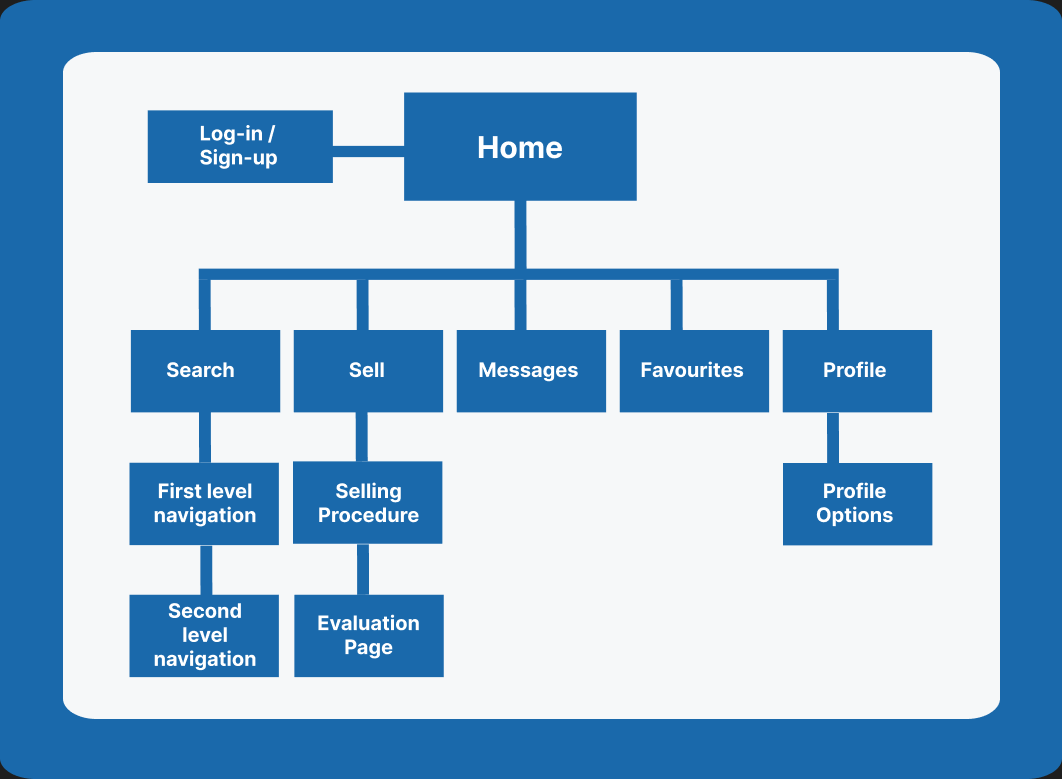 Log-in /
Sign-up
Home
Search
Sell
Messages
Favourites
Profile
First level
navigation
Selling
Procedure
Profile
Options
Second
level
navigation
Evaluation
Page